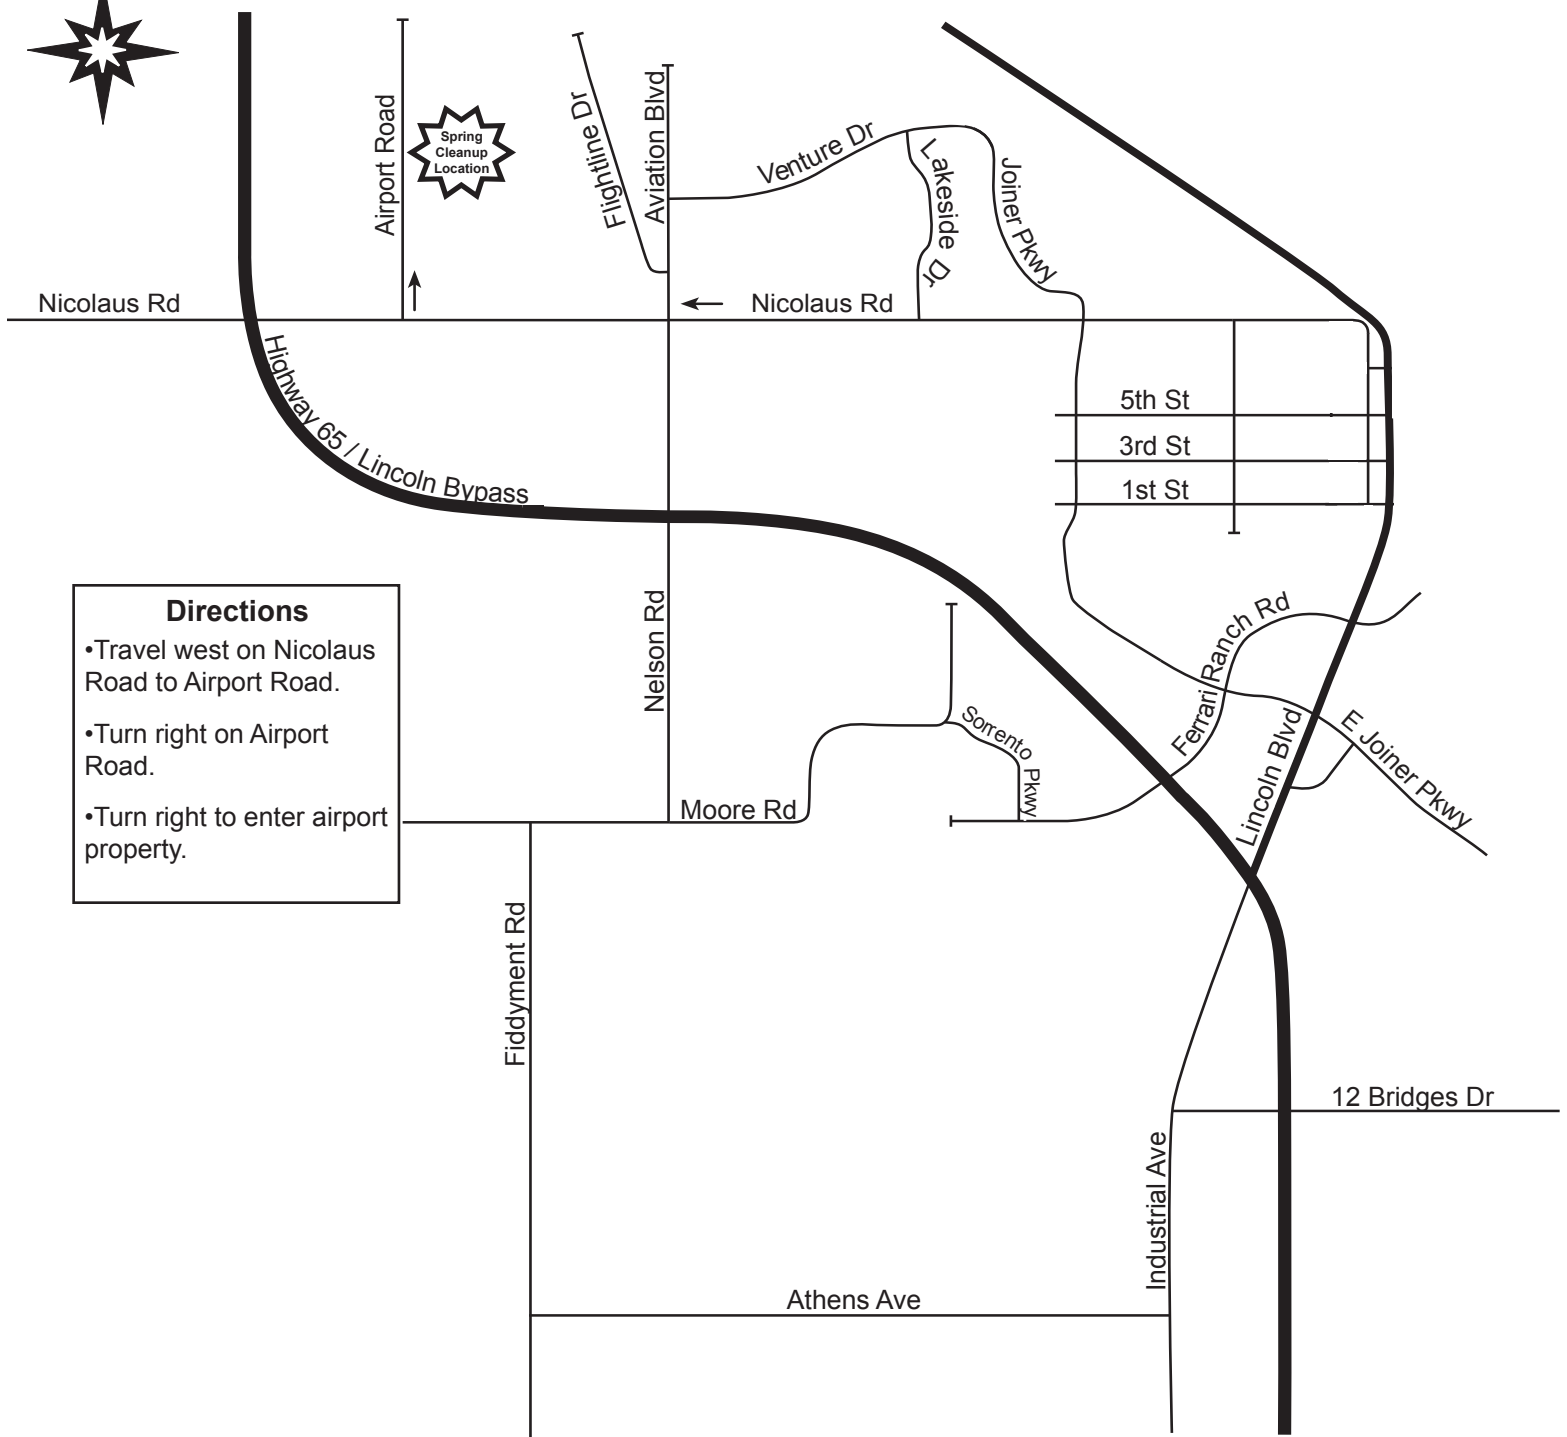 Airport Road
Spring
Cleanup
Location
Flightline Dr
Aviation Blvd
Venture Dr
Lakeside Dr
Joiner Pkwy
Nicolaus Rd
Nicolaus Rd
Highway 65 / Lincoln Bypass
5th St
3rd St
1st St
Directions
•Travel west on Nicolaus
Road to Airport Road.
•Turn right on Airport
Road.
•Turn right to enter airport
property.
Nelson Rd
Ferrari Ranch Rd
Sorrento Pkwy
Lincoln Blvd
E Joiner Pkwy
Moore Rd
Fiddyment Rd
12 Bridges Dr
Industrial Ave
Athens Ave